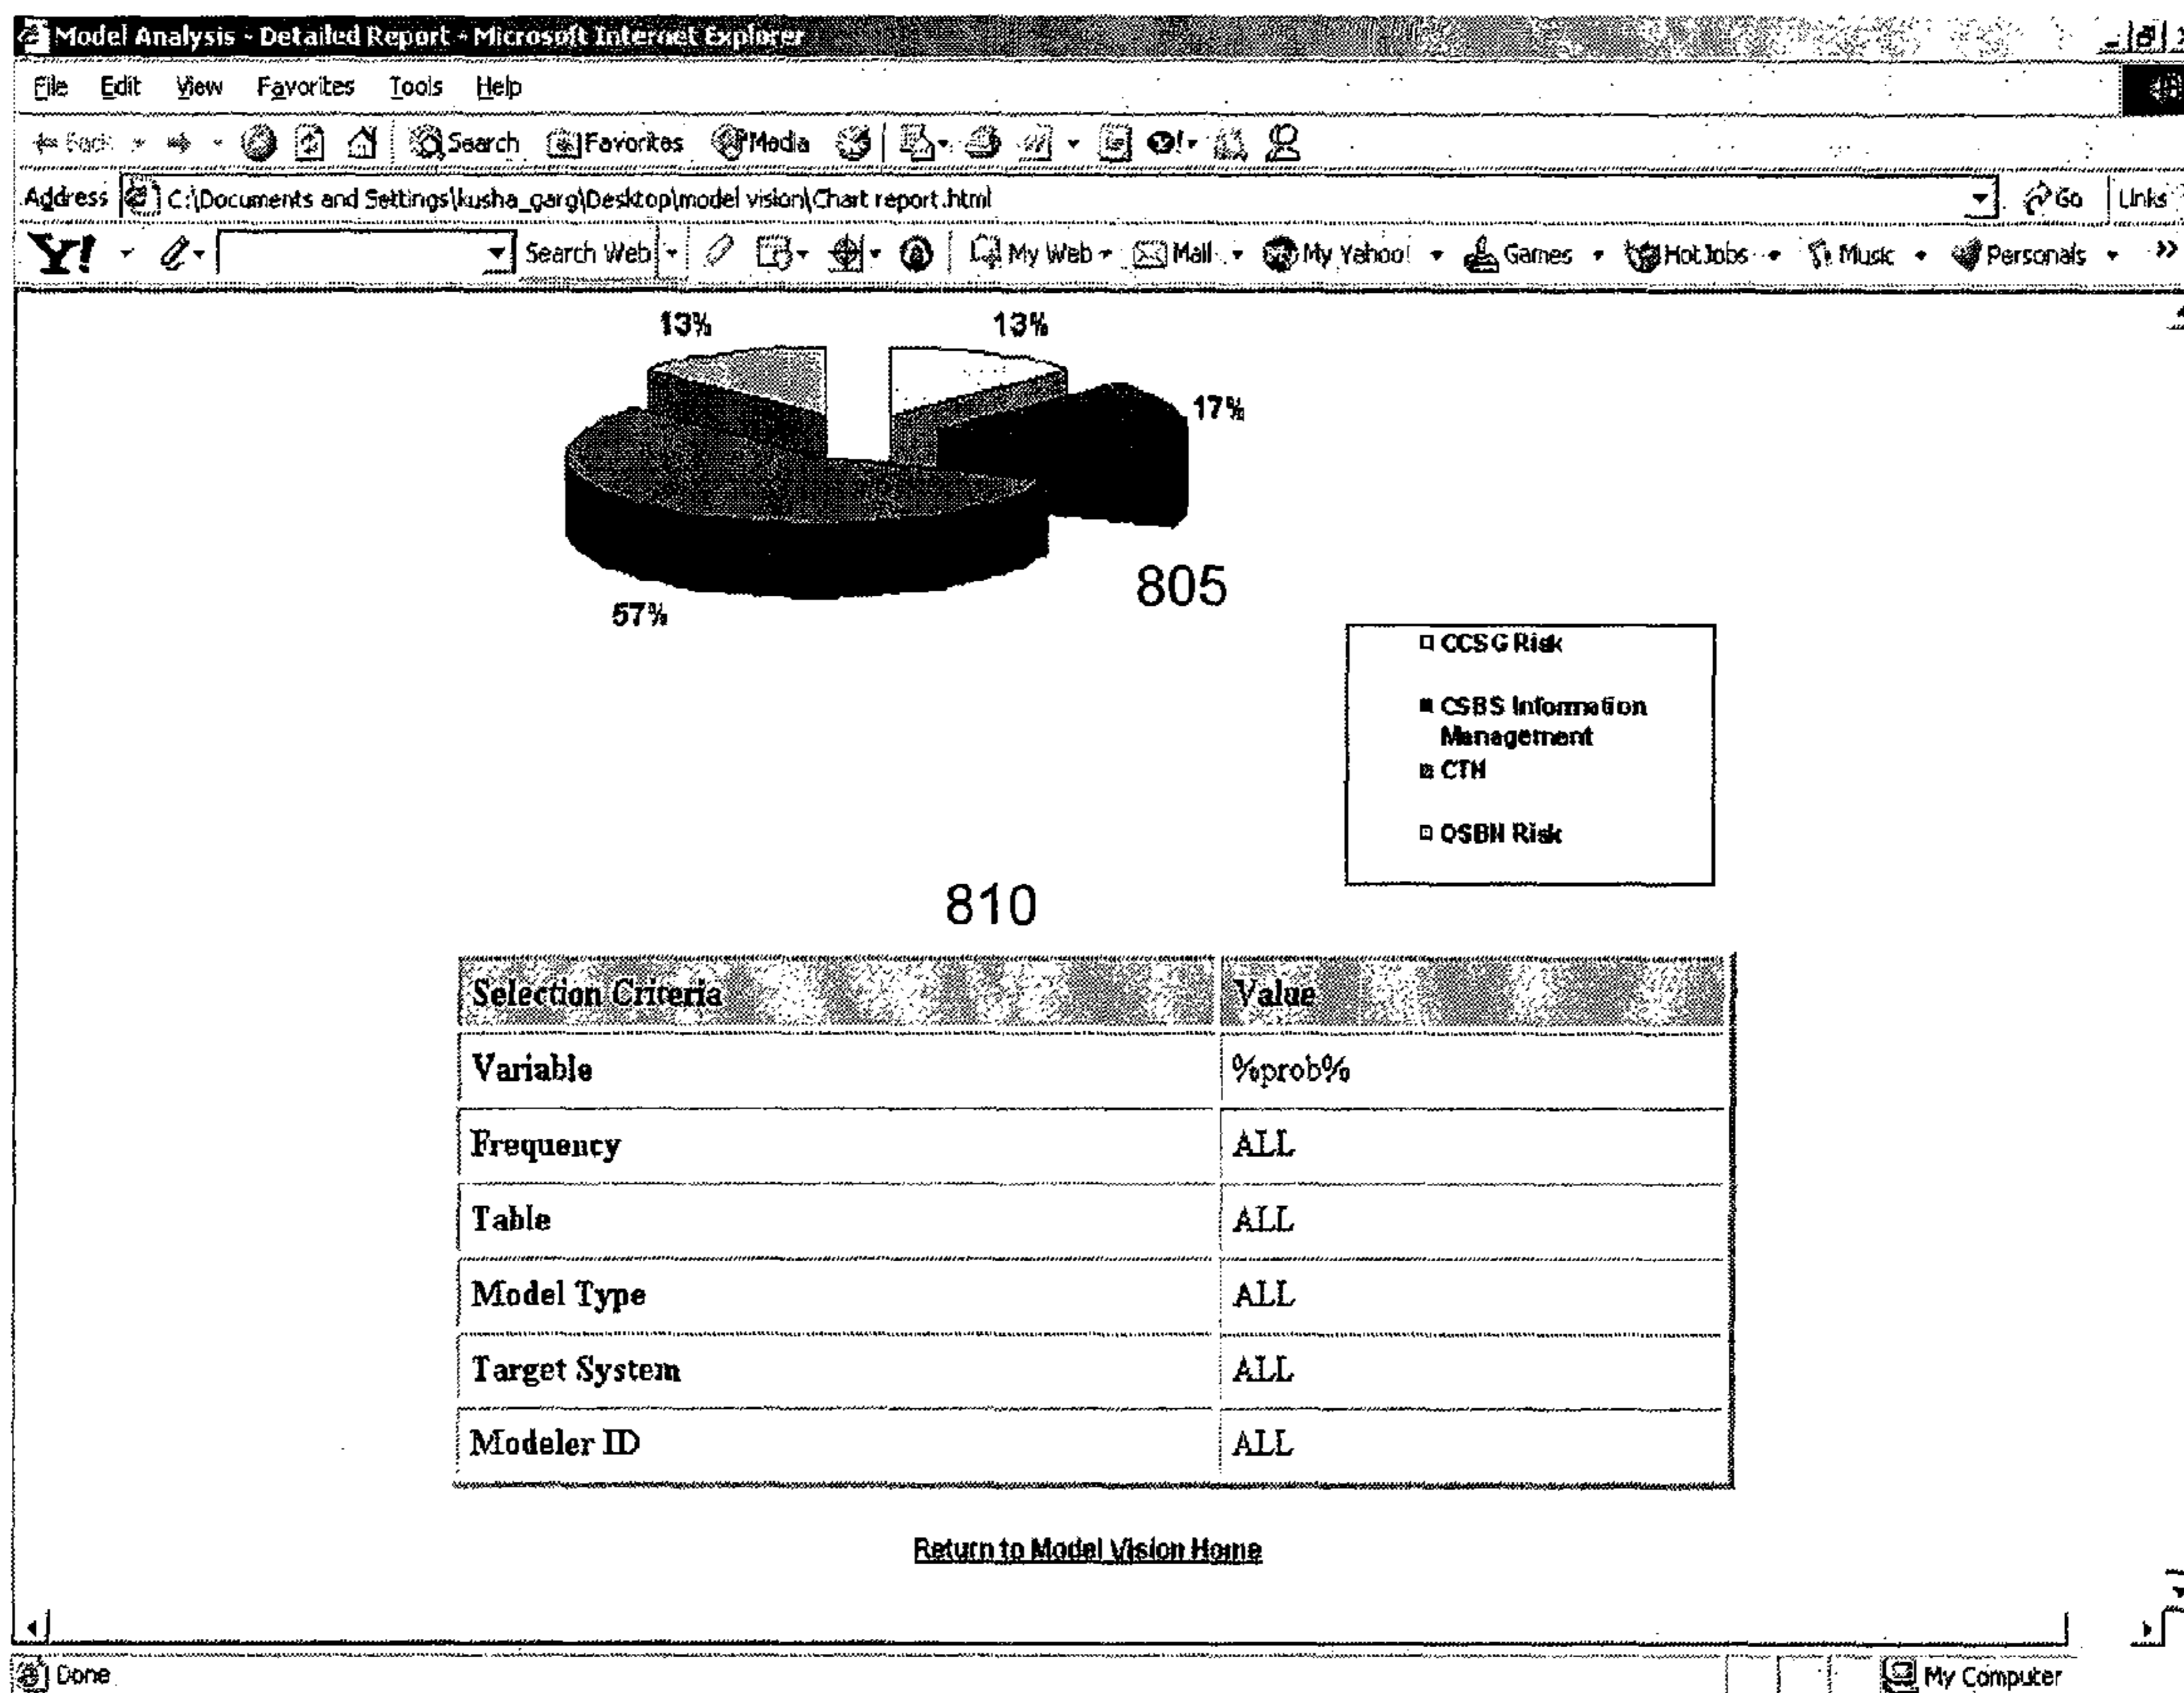 Model Analysis - Detailed Report - Microsoft Internet Explorer
File Edit View Favorites Tools Help
Back Search Favorites Media
Address C:\Documents and Settings\kusha_garg\Desktop\model vision\Chart report.html Go Links
Y! Search Web My Web Mail My Yahoo! Games HotJobs Music Personals »
13% 13%
17%
57%
805
CCSG Risk
CSBS Information
Management
CTN
OSBN Risk
810
Selection Criteria Value
Variable %prob%
Frequency ALL
Table ALL
Model Type ALL
Target System ALL
Modeler ID ALL
Return to Model Vision Home
Done My Computer